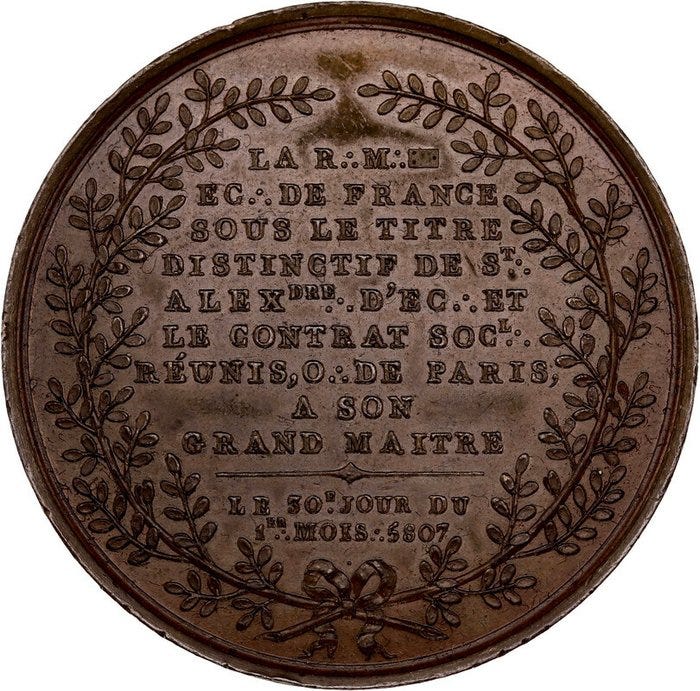 LA R∴ M∴
EC∴ DE FRANCE
SOUS LE TITRE
DISTINCTIF DE Sᵀ∴
ALEXᴰᴿᴱ∴ D'EC∴ ET
LE CONTRAT SOCᴸ∴
RÉUNIS, O∴ DE PARIS,
A SON
GRAND MAITRE
LE 30ᴱ JOUR DU
1ᴱᴿ MOIS∴ 5807